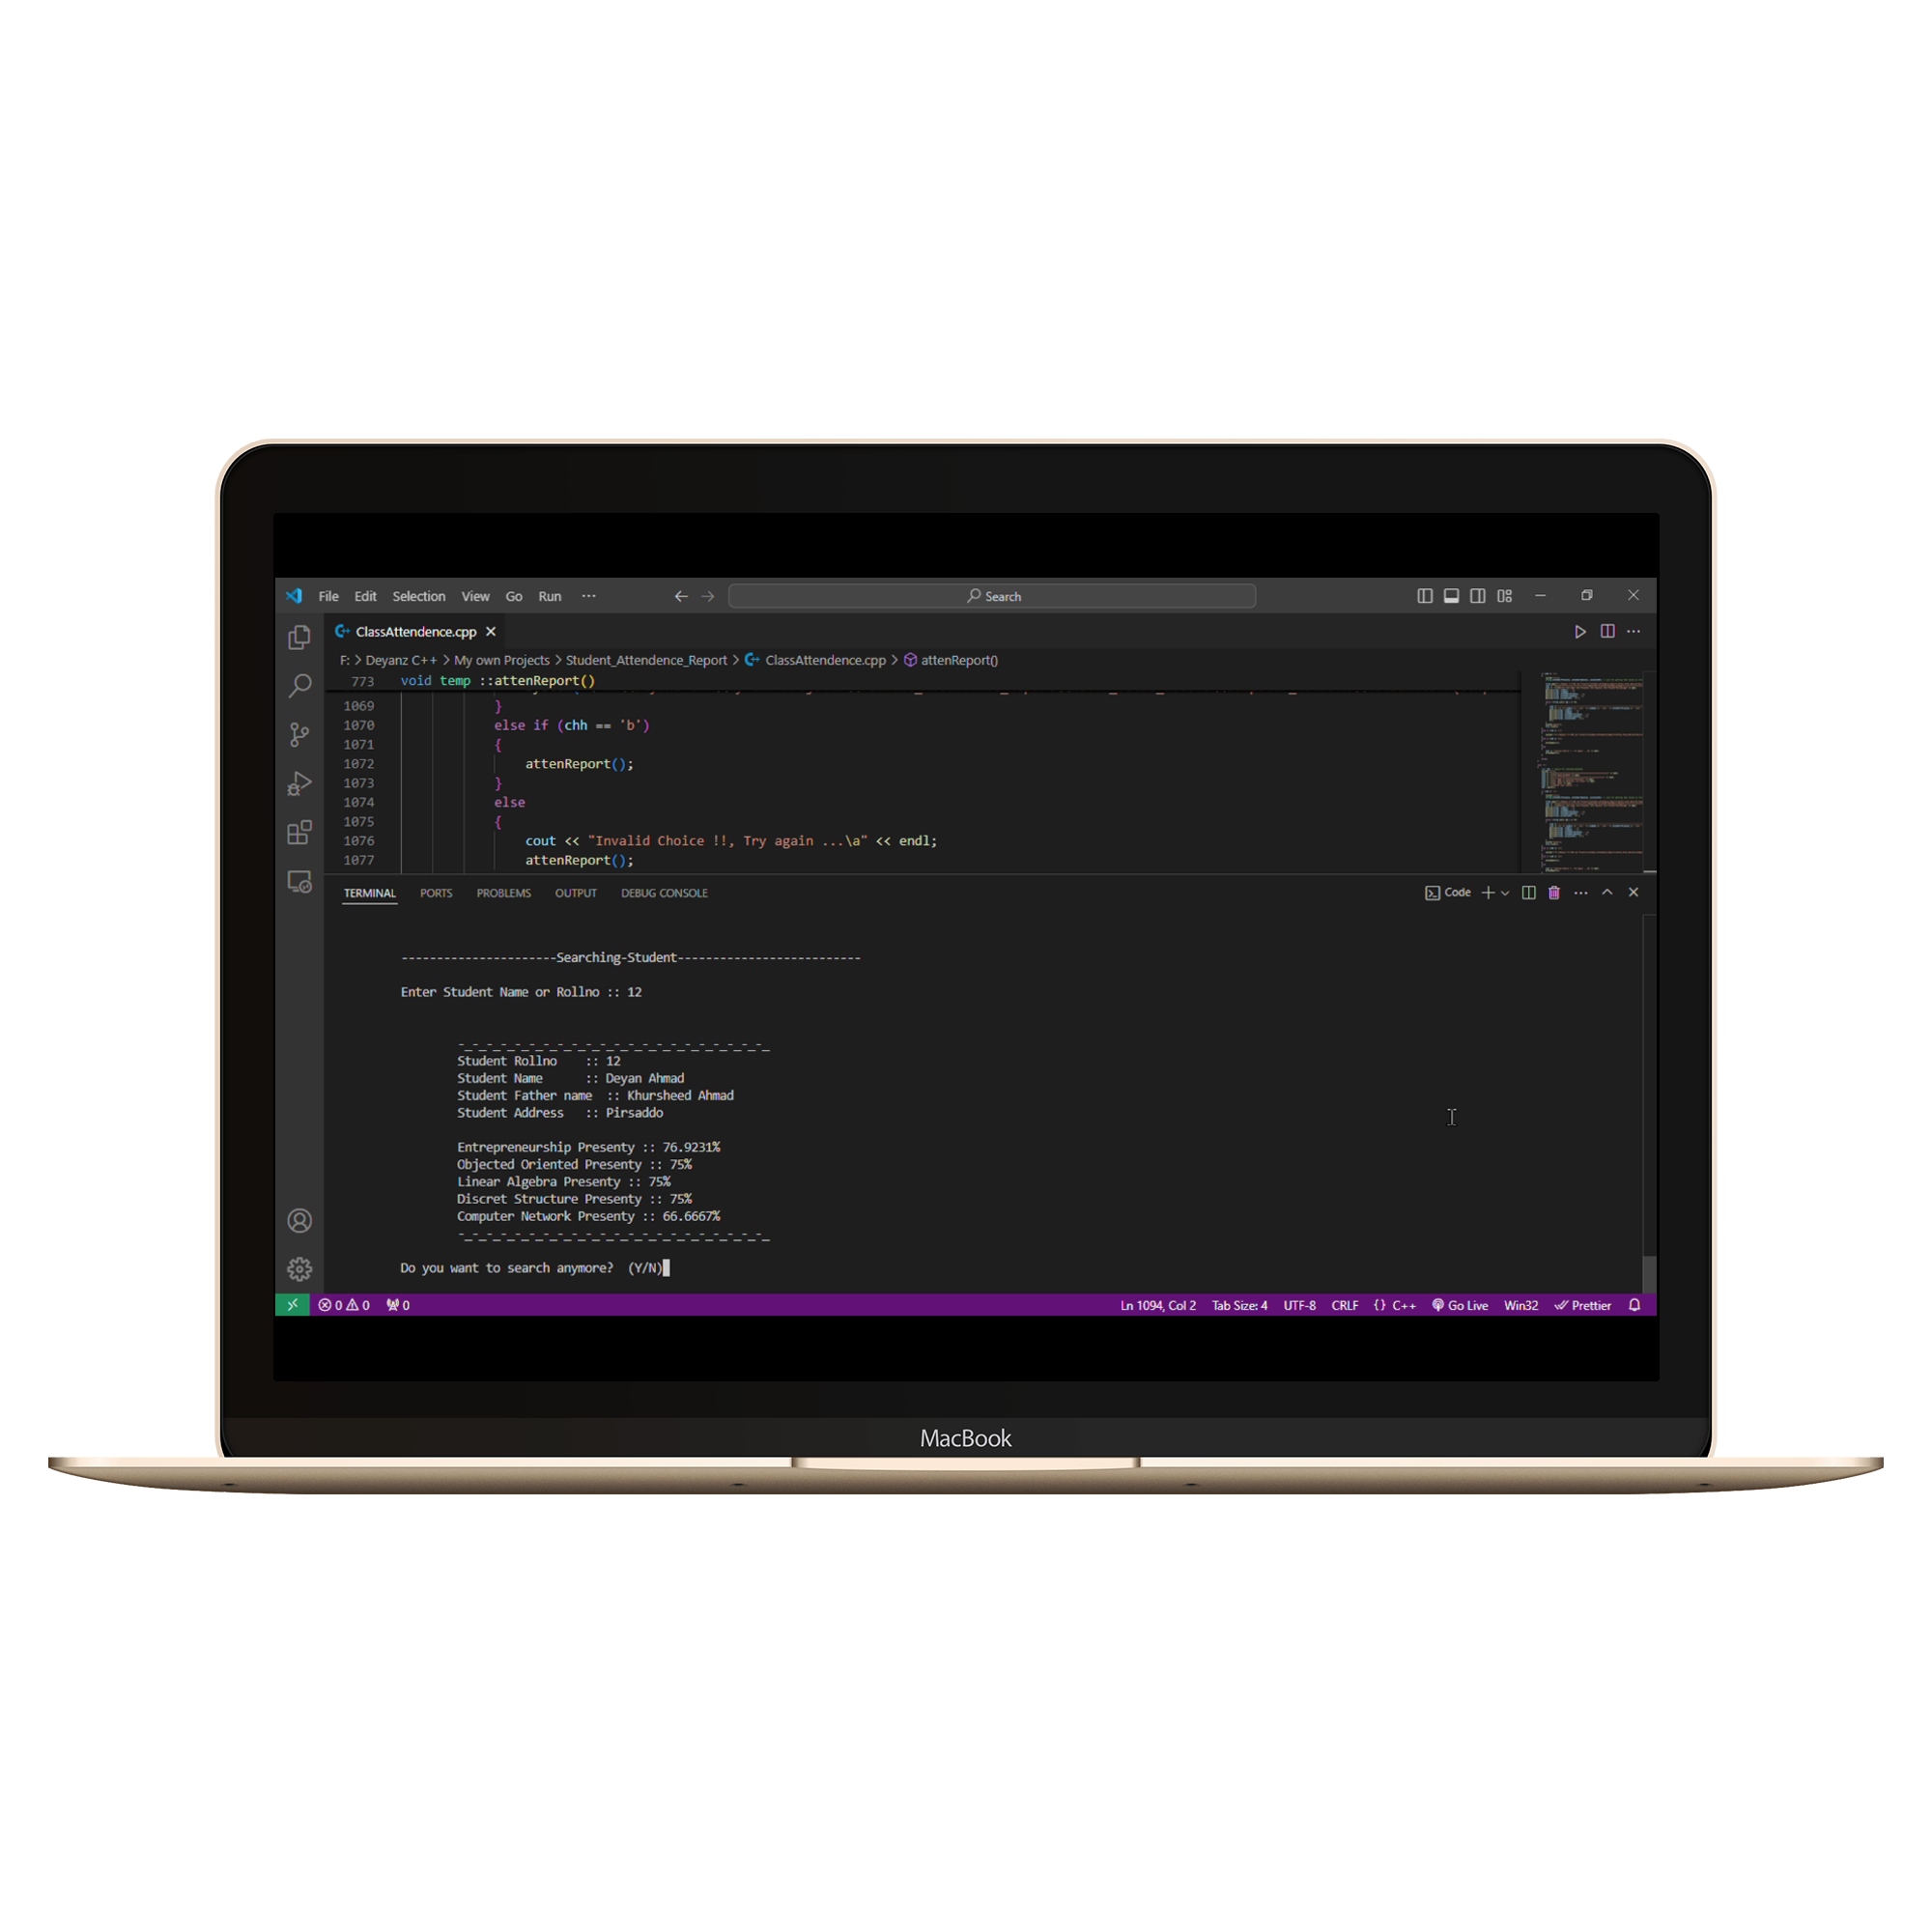 File Edit Selection View Go Run ··· Search
ClassAttendence.cpp
F: > Deyanz C++ > My own Projects > Student_Attendence_Report > ClassAttendence.cpp > attenReport()
773 void temp ::attenReport()
1069 }
1070 else if (chh == 'b')
1071 {
1072 attenReport();
1073 }
1074 else
1075 {
1076 cout << "Invalid Choice !!, Try again ...\a" << endl;
1077 attenReport();
TERMINAL PORTS PROBLEMS OUTPUT DEBUG CONSOLE Code
----------------------Searching-Student--------------------------
Enter Student Name or Rollno :: 12
-_-_-_-_-_-_-_-_-_-_-_-_-_-_-_-_-_-_-_-_-_-_
Student Rollno    :: 12
Student Name      :: Deyan Ahmad
Student Father name  :: Khursheed Ahmad
Student Address   :: Pirsaddo
Entrepreneurship Presenty :: 76.9231%
Objected Oriented Presenty :: 75%
Linear Algebra Presenty :: 75%
Discret Structure Presenty :: 75%
Computer Network Presenty :: 66.6667%
-_-_-_-_-_-_-_-_-_-_-_-_-_-_-_-_-_-_-_-_-_-_
Do you want to search anymore?  (Y/N)
0 0 0 Ln 1094, Col 2 Tab Size: 4 UTF-8 CRLF {} C++ Go Live Win32 Prettier
MacBook